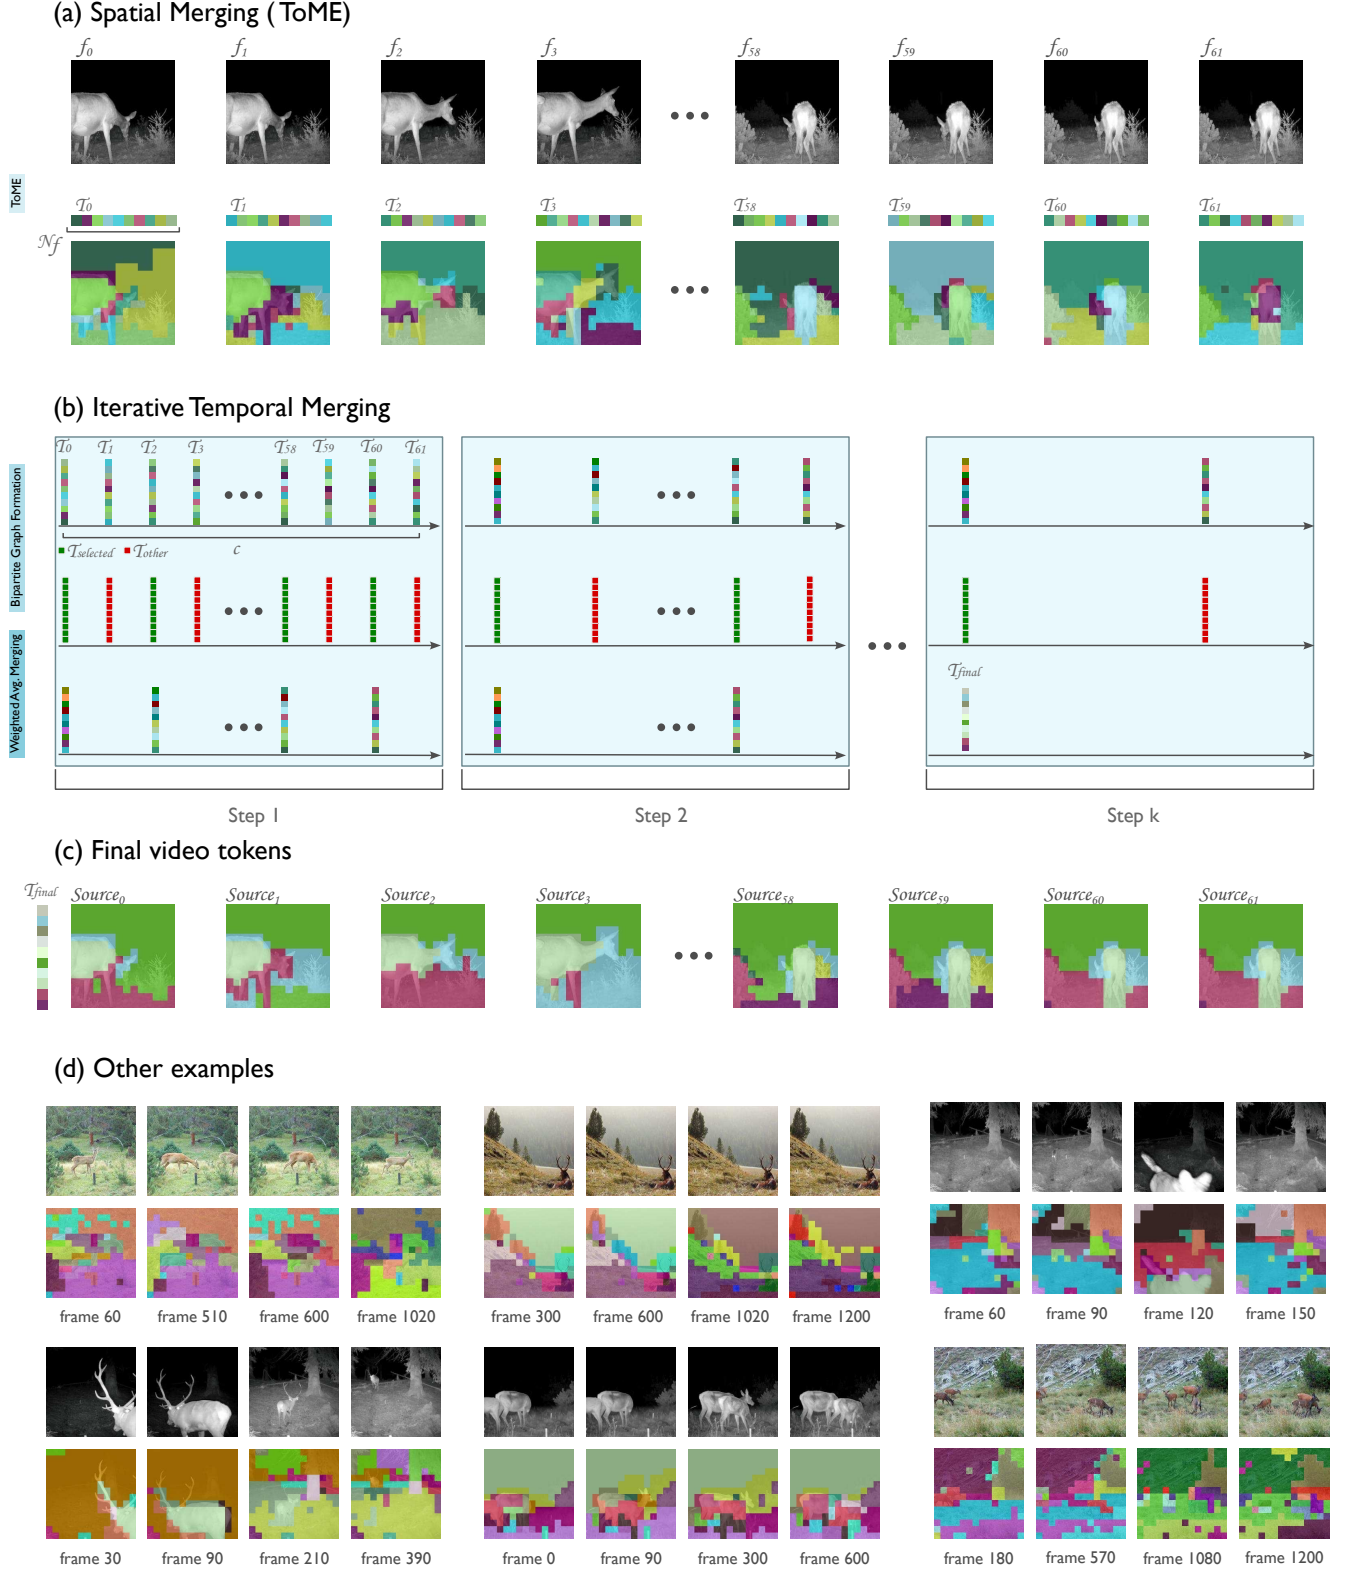 (a) Spatial Merging ( ToME)
f0 f1 f2 f3 f58 f59 f60 f61
ToME
T0 T1 T2 T3 T58 T59 T60 T61
Nf
(b) Iterative Temporal Merging
Bipartite Graph Formation
T0 T1 T2 T3 T58 T59 T60 T61
Tselected Tother c
Weighted Avg. Merging
Tfinal
Step 1 Step 2 Step k
(c) Final video tokens
Tfinal Source0 Source1 Source2 Source3 Source58 Source59 Source60 Source61
(d) Other examples
frame 60 frame 510 frame 600 frame 1020 frame 300 frame 600 frame 1020 frame 1200 frame 60 frame 90 frame 120 frame 150
frame 30 frame 90 frame 210 frame 390 frame 0 frame 90 frame 300 frame 600 frame 180 frame 570 frame 1080 frame 1200